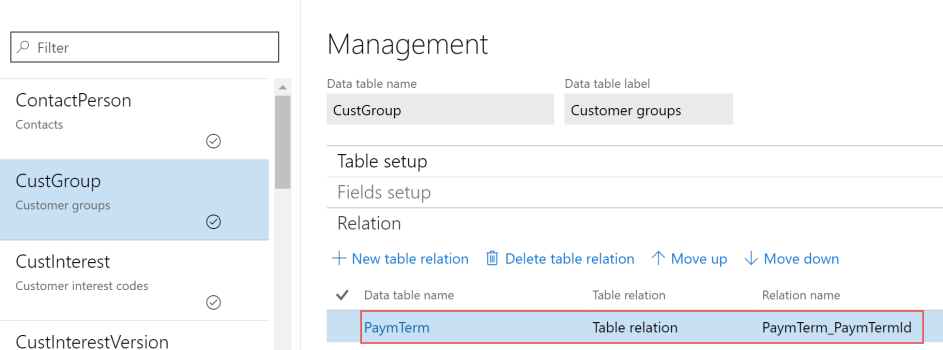 Filter
ContactPerson
Contacts
CustGroup
Customer groups
CustInterest
Customer interest codes
CustInterestVersion
Management
Data table name Data table label
CustGroup Customer groups
Table setup
Fields setup
Relation
New table relation Delete table relation Move up Move down
Data table name Table relation Relation name
PaymTerm Table relation PaymTerm_PaymTermId